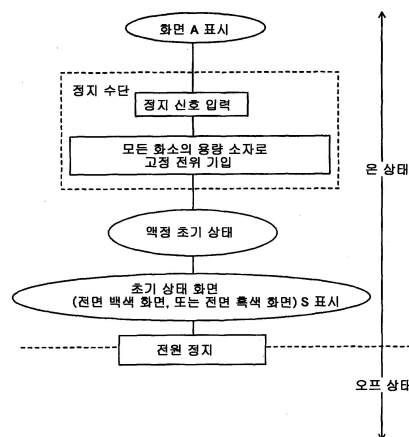 화면 A 표시
정지 수단
정지 신호 입력
모든 화소의 용량 소자로
고정 전위 기입
온 상태
액정 초기 상태
초기 상태 화면
(전면 백색 화면, 또는 전면 흑색 화면) S 표시
전원 정지
오프 상태